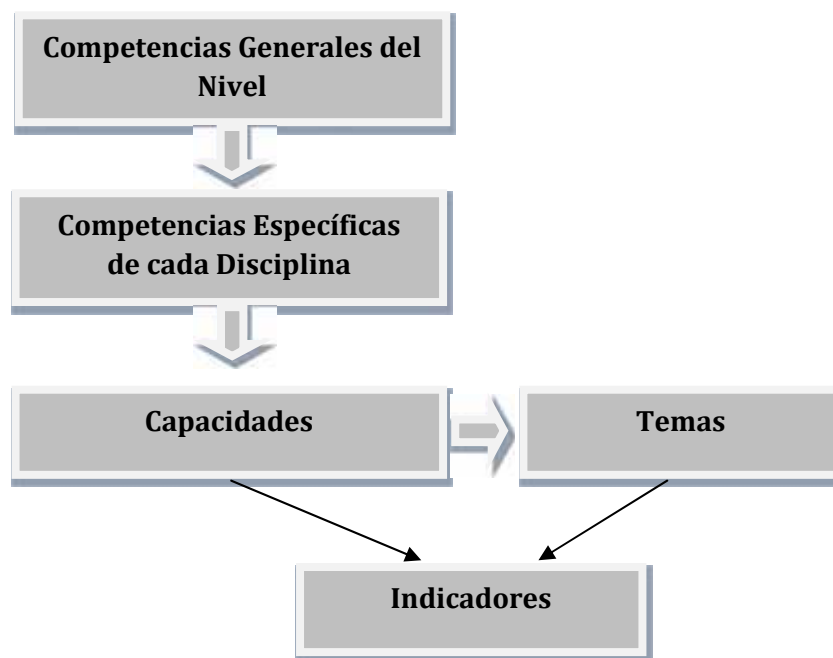 Competencias Generales del
Nivel
Competencias Específicas
de cada Disciplina
Capacidades
Temas
Indicadores